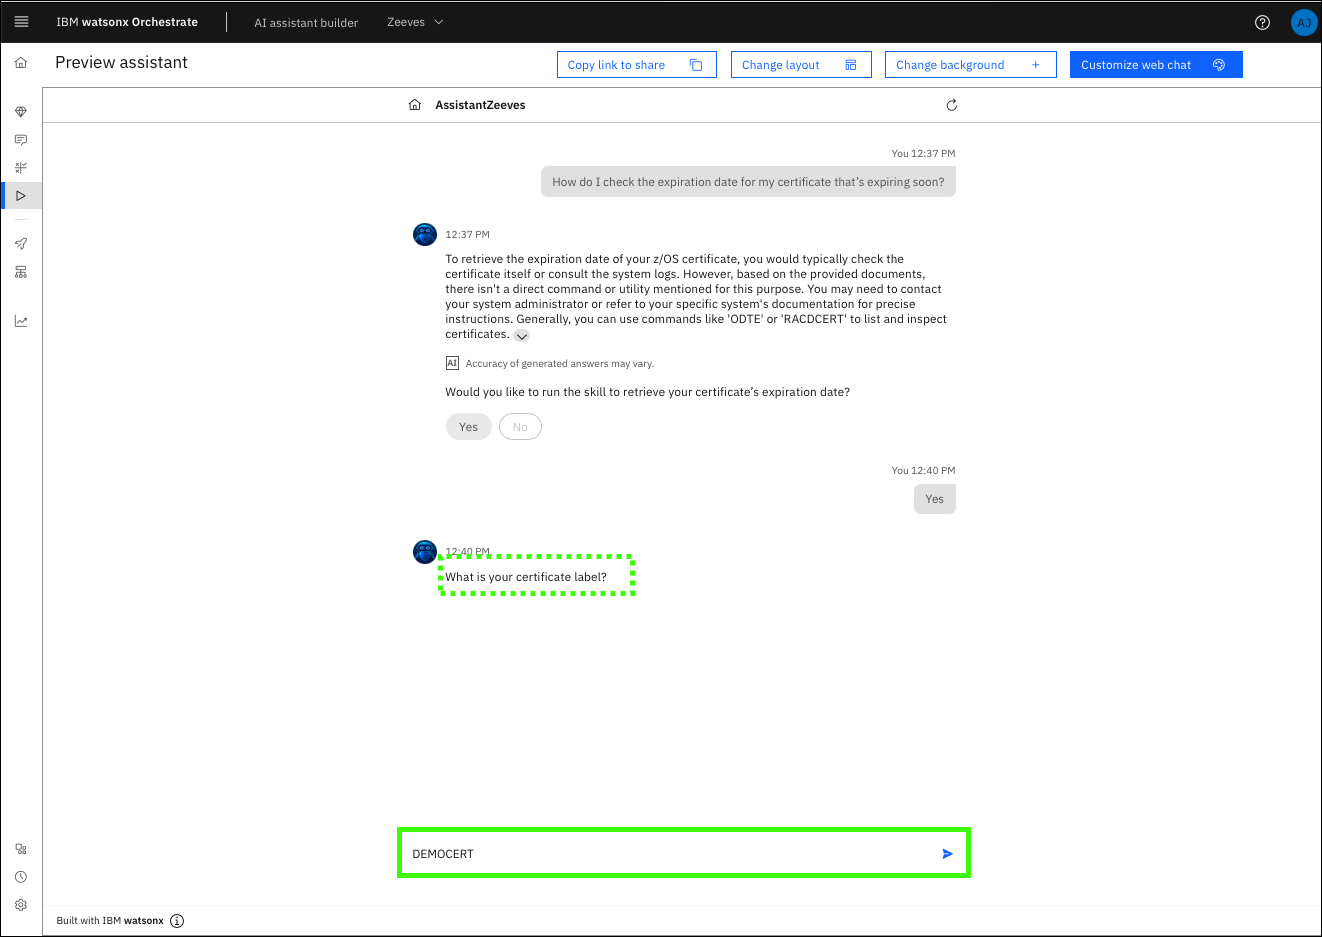 IBM watsonx Orchestrate
AI assistant builder
Zeeves
AJ
Preview assistant
Copy link to share
Change layout
Change background
Customize web chat
AssistantZeeves
You 12:37 PM
How do I check the expiration date for my certificate that's expiring soon?
12:37 PM
To retrieve the expiration date of your z/OS certificate, you would typically check the
certificate itself or consult the system logs. However, based on the provided documents,
there isn't a direct command or utility mentioned for this purpose. You may need to contact
your system administrator or refer to your specific system's documentation for precise
instructions. Generally, you can use commands like 'ODTE' or 'RACDCERT' to list and inspect
certificates.
AI Accuracy of generated answers may vary.
Would you like to run the skill to retrieve your certificate's expiration date?
Yes
No
You 12:40 PM
Yes
12:40 PM
What is your certificate label?
DEMOCERT
Built with IBM watsonx